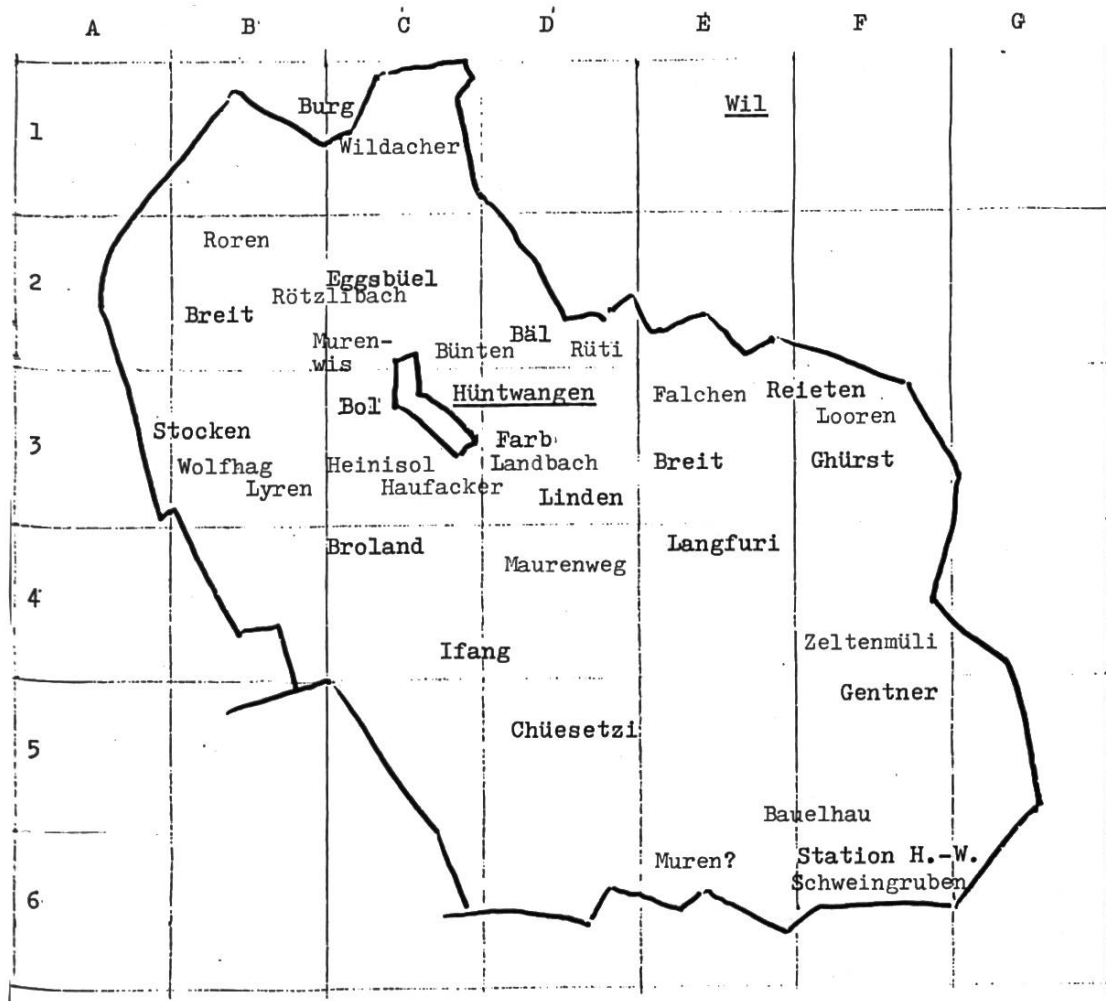 A B C D E F G
Wil
Burg
1
Wildacher
Roren
2
Eggsbüel
Rötzlibach
Breit
Bäl
Muren-
wis
Bünten
Rüti
Hüntwangen
Falchen
Reieten
Bol
Looren
Stocken
3
Farb
Wolfhag
Heinisol
Landbach
Breit
Ghürst
Lyren
Haufacker
Linden
Broland
Langfuri
Maurenweg
4
Ifang
Zeltenmüli
Gentner
Chüesetzi
5
Bauelhau
Muren?
Station H.-W.
Schweingruben
6